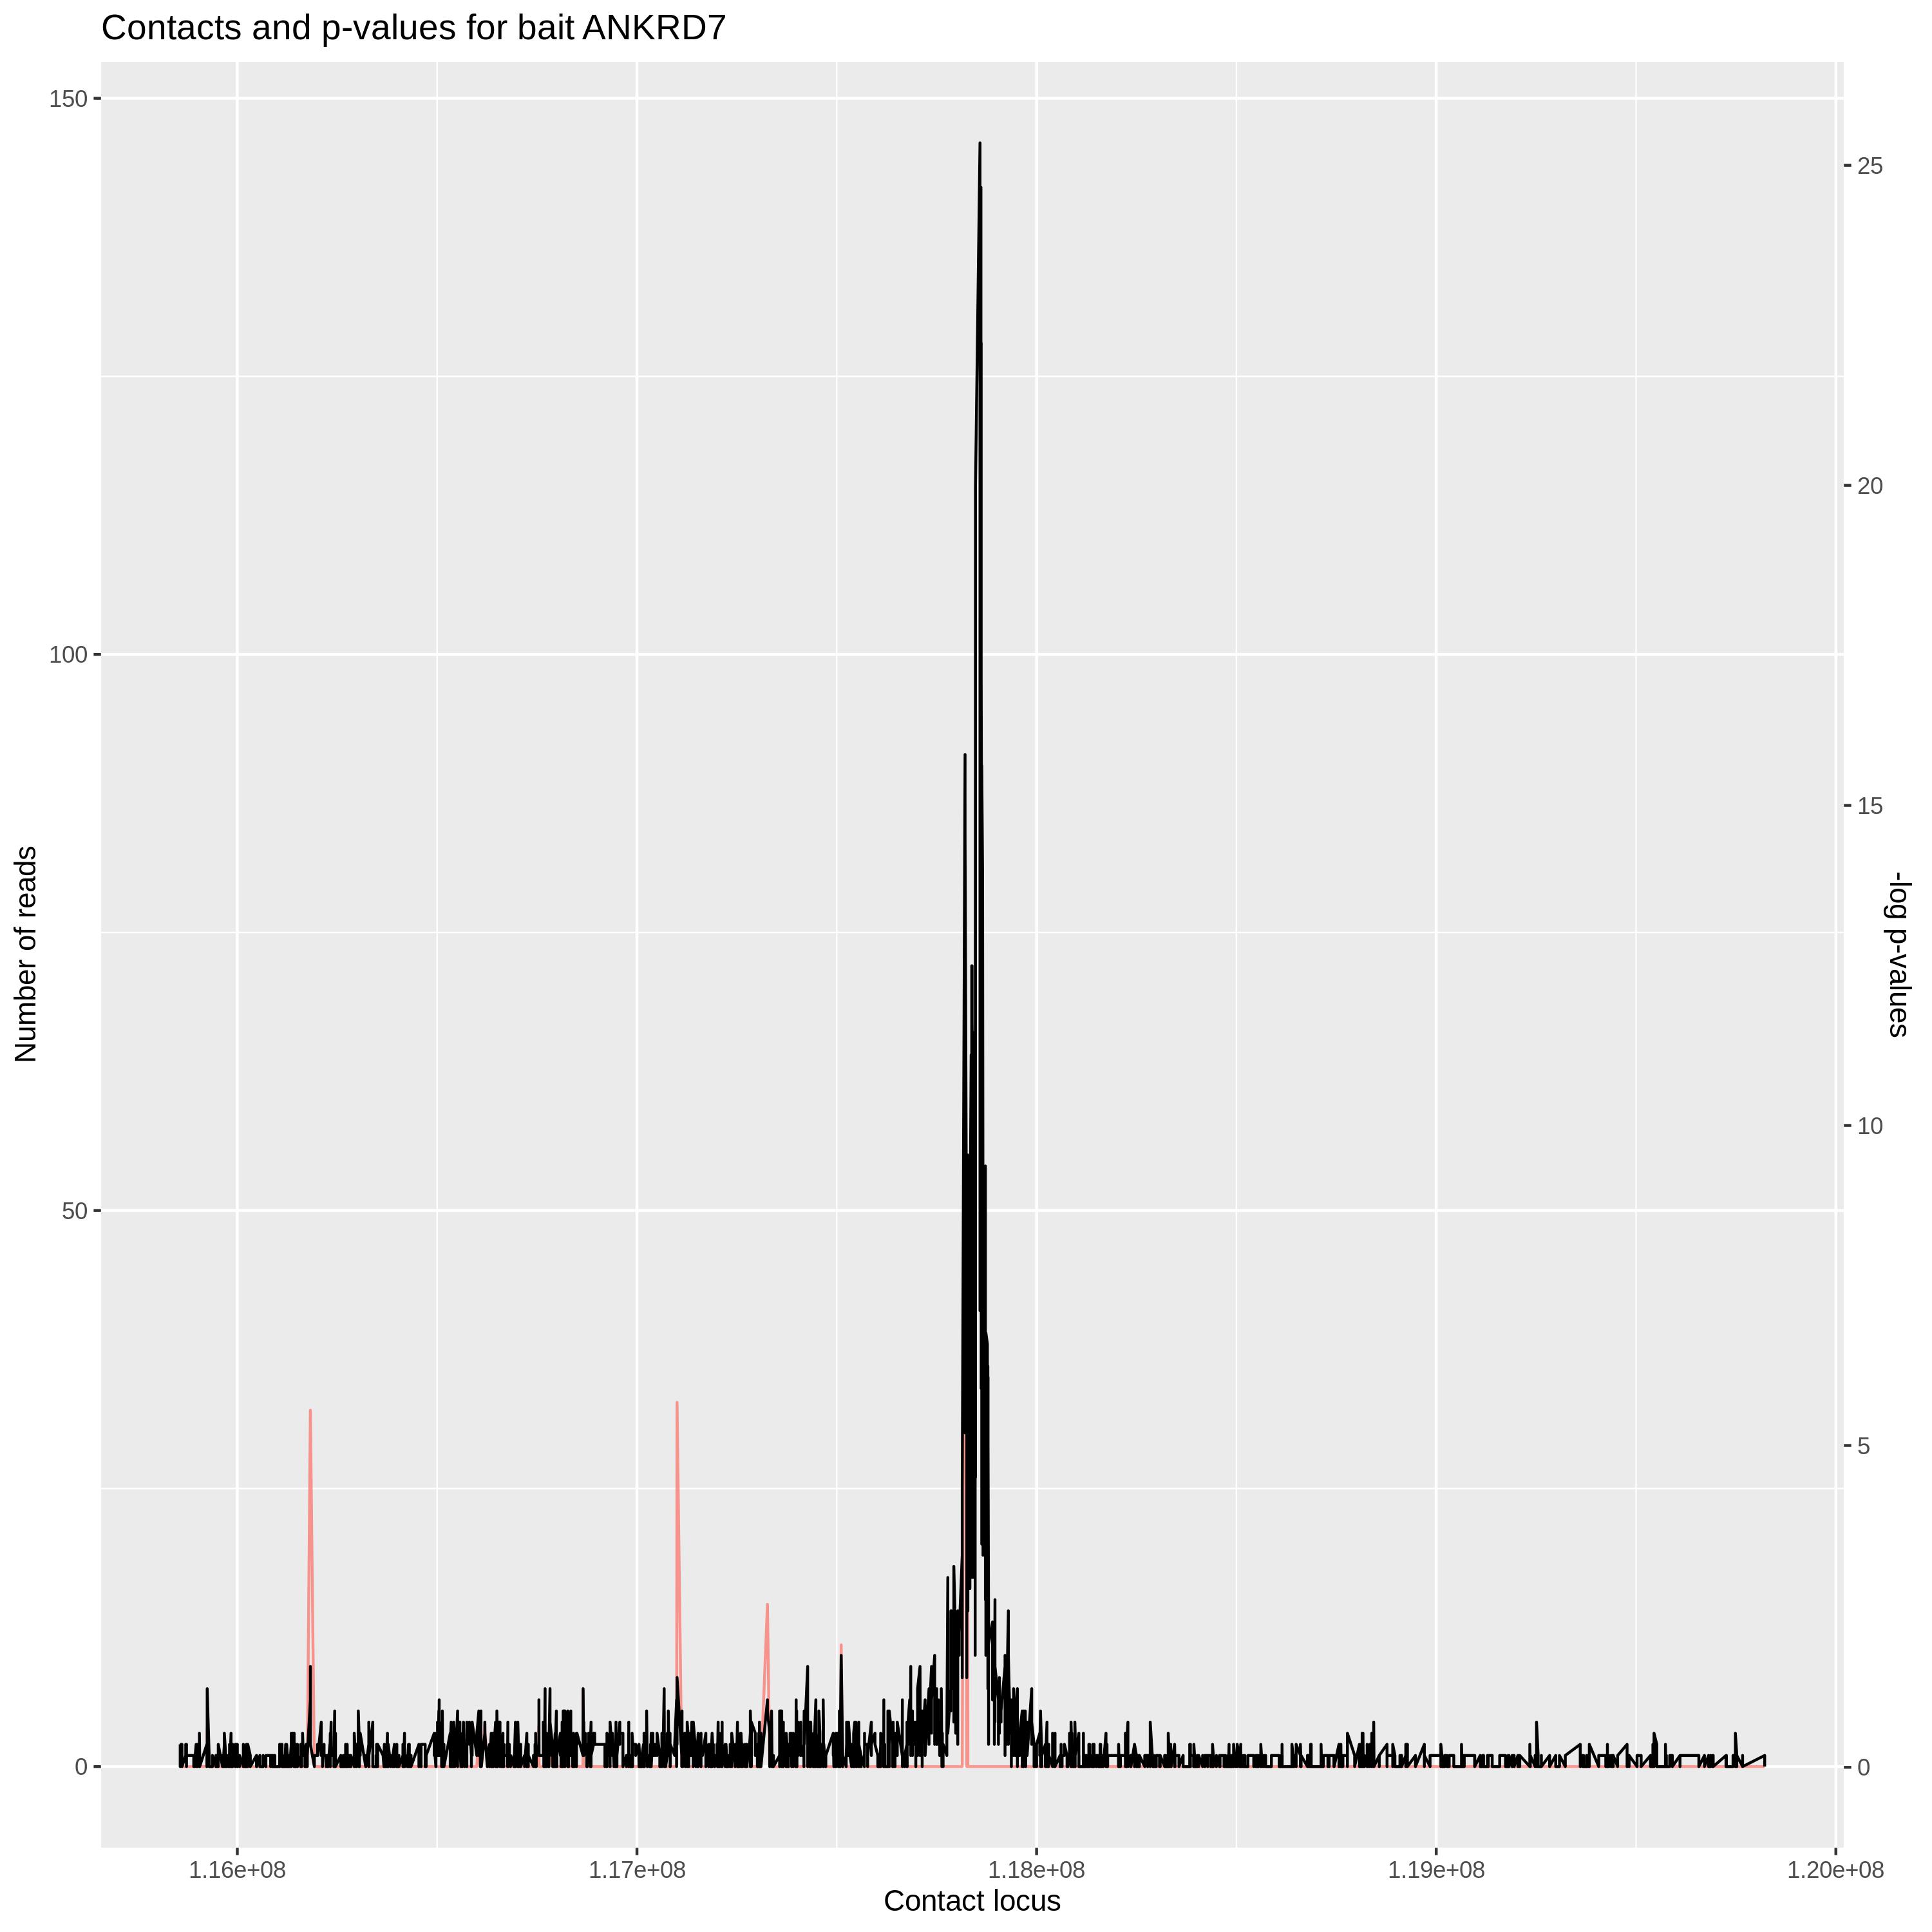 Contacts and p-values for bait ANKRD7
150
100
50
0
Number of reads
25
20
15
10
5
0
-log p-values
1.16e+08
1.17e+08
1.18e+08
1.19e+08
1.20e+08
Contact locus